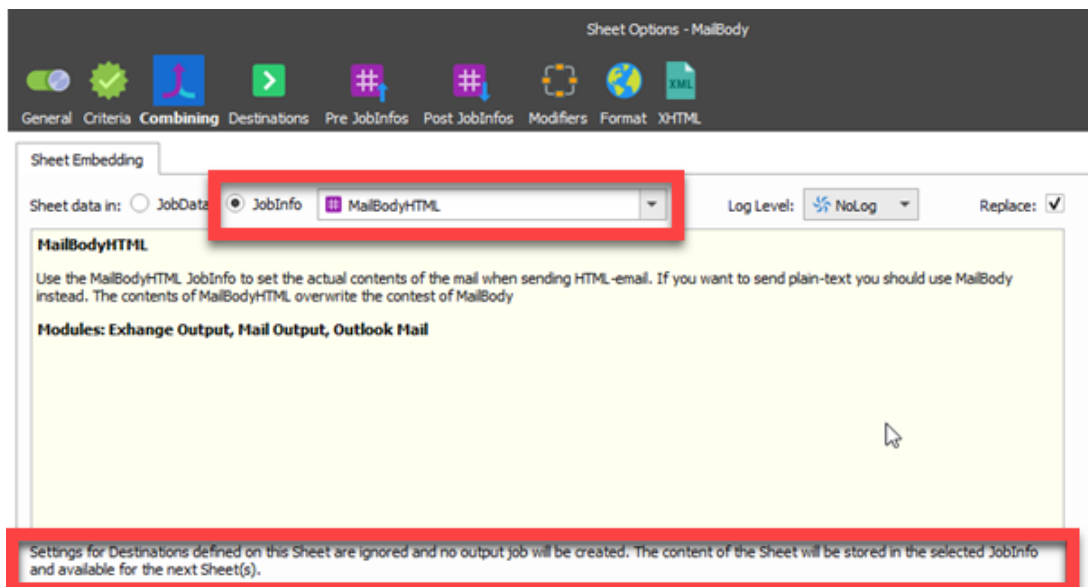 Sheet Options - MailBody
XML
General Criteria Combining Destinations Pre JobInfos Post JobInfos Modifiers Format XHTML
Sheet Embedding
Sheet data in: JobData JobInfo MailBodyHTML Log Level: NoLog Replace:
MailBodyHTML
Use the MailBodyHTML JobInfo to set the actual contents of the mail when sending HTML-email. If you want to send plain-text you should use MailBody
instead. The contents of MailBodyHTML overwrite the contest of MailBody
Modules: Exhange Output, Mail Output, Outlook Mail
Settings for Destinations defined on this Sheet are ignored and no output job will be created. The content of the Sheet will be stored in the selected JobInfo
and available for the next Sheet(s).